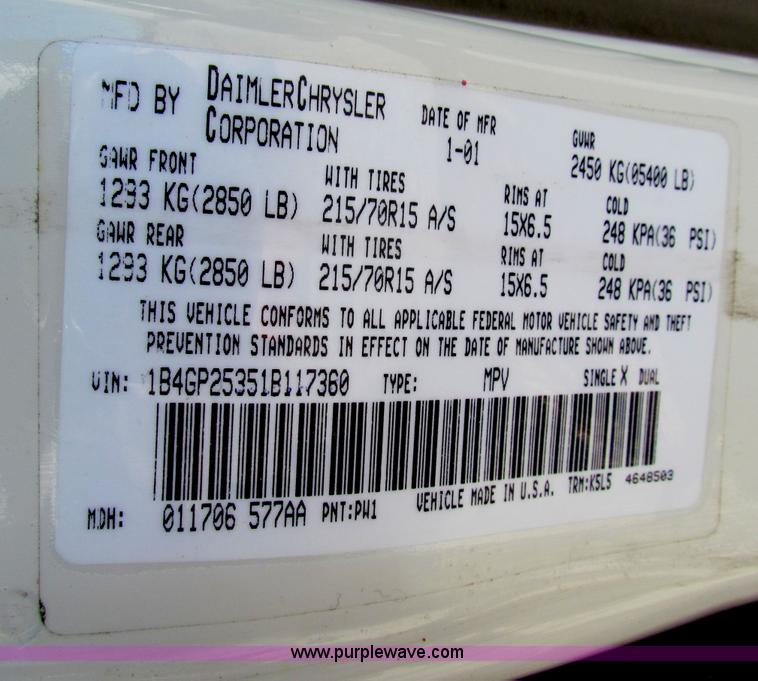 MFD BY DAIMLERCHRYSLER CORPORATION DATE OF MFR 1-01 GVWR 2450 KG(05400 LB)
GAWR FRONT WITH TIRES RIMS AT COLD
1293 KG(2850 LB) 215/70R15 A/S 15X6.5 248 KPA(36 PSI)
GAWR REAR WITH TIRES RIMS AT COLD
1293 KG(2850 LB) 215/70R15 A/S 15X6.5 248 KPA(36 PSI)
THIS VEHICLE CONFORMS TO ALL APPLICABLE FEDERAL MOTOR VEHICLE SAFETY AND THEFT
PREVENTION STANDARDS IN EFFECT ON THE DATE OF MANUFACTURE SHOWN ABOVE.
VIN: 1B4GP25351B117360 TYPE: MPV SINGLE X DUAL
MDH: 011706 577AA PNT:PW1 VEHICLE MADE IN U.S.A. TRM:K5L5 4648503
www.purplewave.com